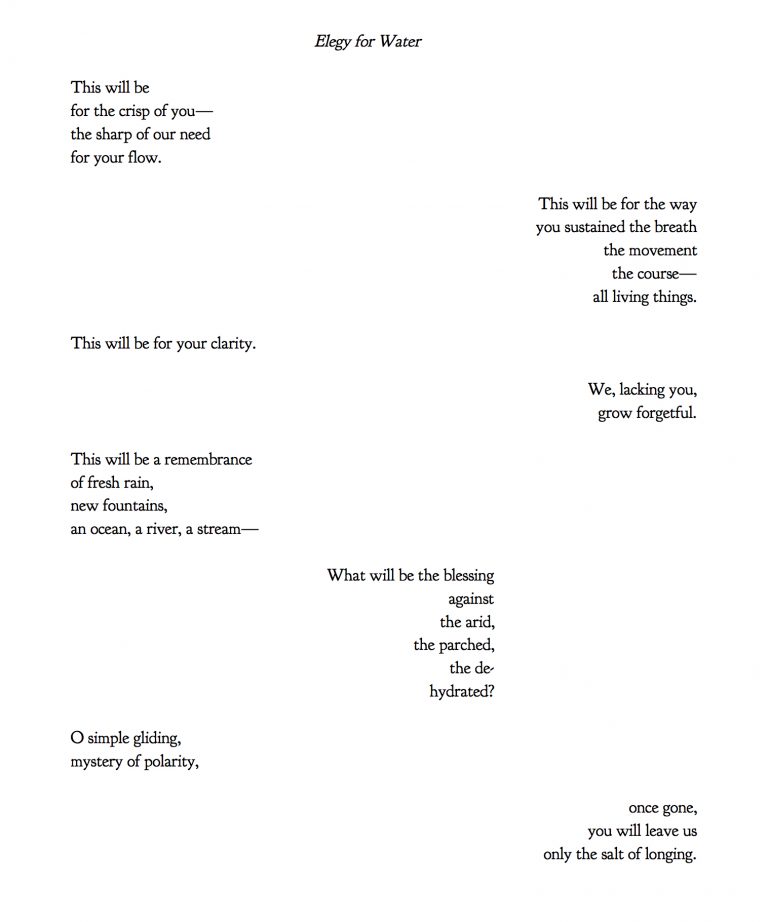 Elegy for Water
This will be
for the crisp of you—
the sharp of our need
for your flow.
This will be for the way
you sustained the breath
the movement
the course—
all living things.
This will be for your clarity.
We, lacking you,
grow forgetful.
This will be a remembrance
of fresh rain,
new fountains,
an ocean, a river, a stream—
What will be the blessing
against
the arid,
the parched,
the de-
hydrated?
O simple gliding,
mystery of polarity,
once gone,
you will leave us
only the salt of longing.